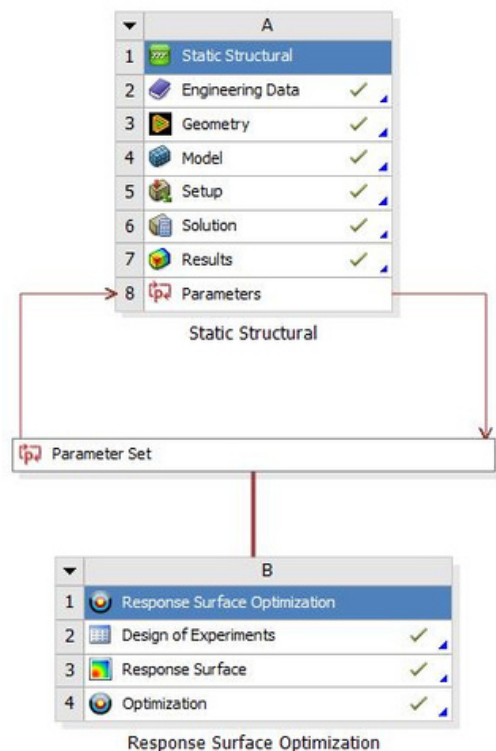 A
1 Static Structural
2 Engineering Data
3 Geometry
4 Model
5 Setup
6 Solution
7 Results
8 Parameters
Static Structural
Parameter Set
B
1 Response Surface Optimization
2 Design of Experiments
3 Response Surface
4 Optimization
Response Surface Optimization